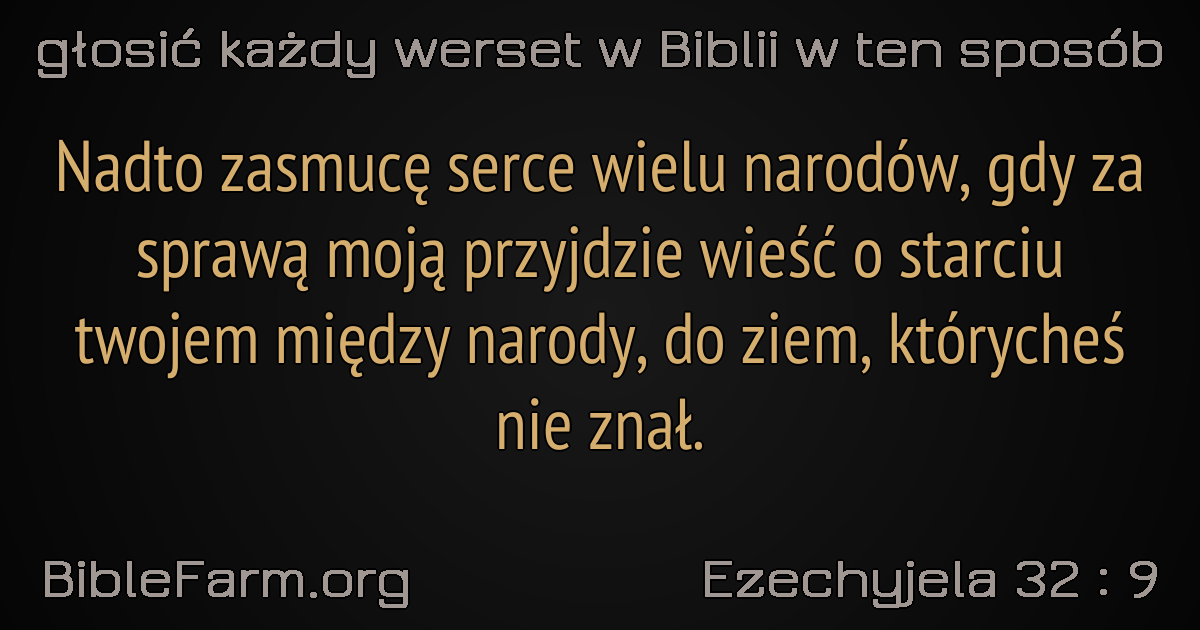 głosić każdy werset w Biblii w ten sposób
Nadto zasmucę serce wielu narodów, gdy za
sprawą moją przyjdzie wieść o starciu
twojem między narody, do ziem, którycheś
nie znał.
BibleFarm.org
Ezechyjela 32 : 9